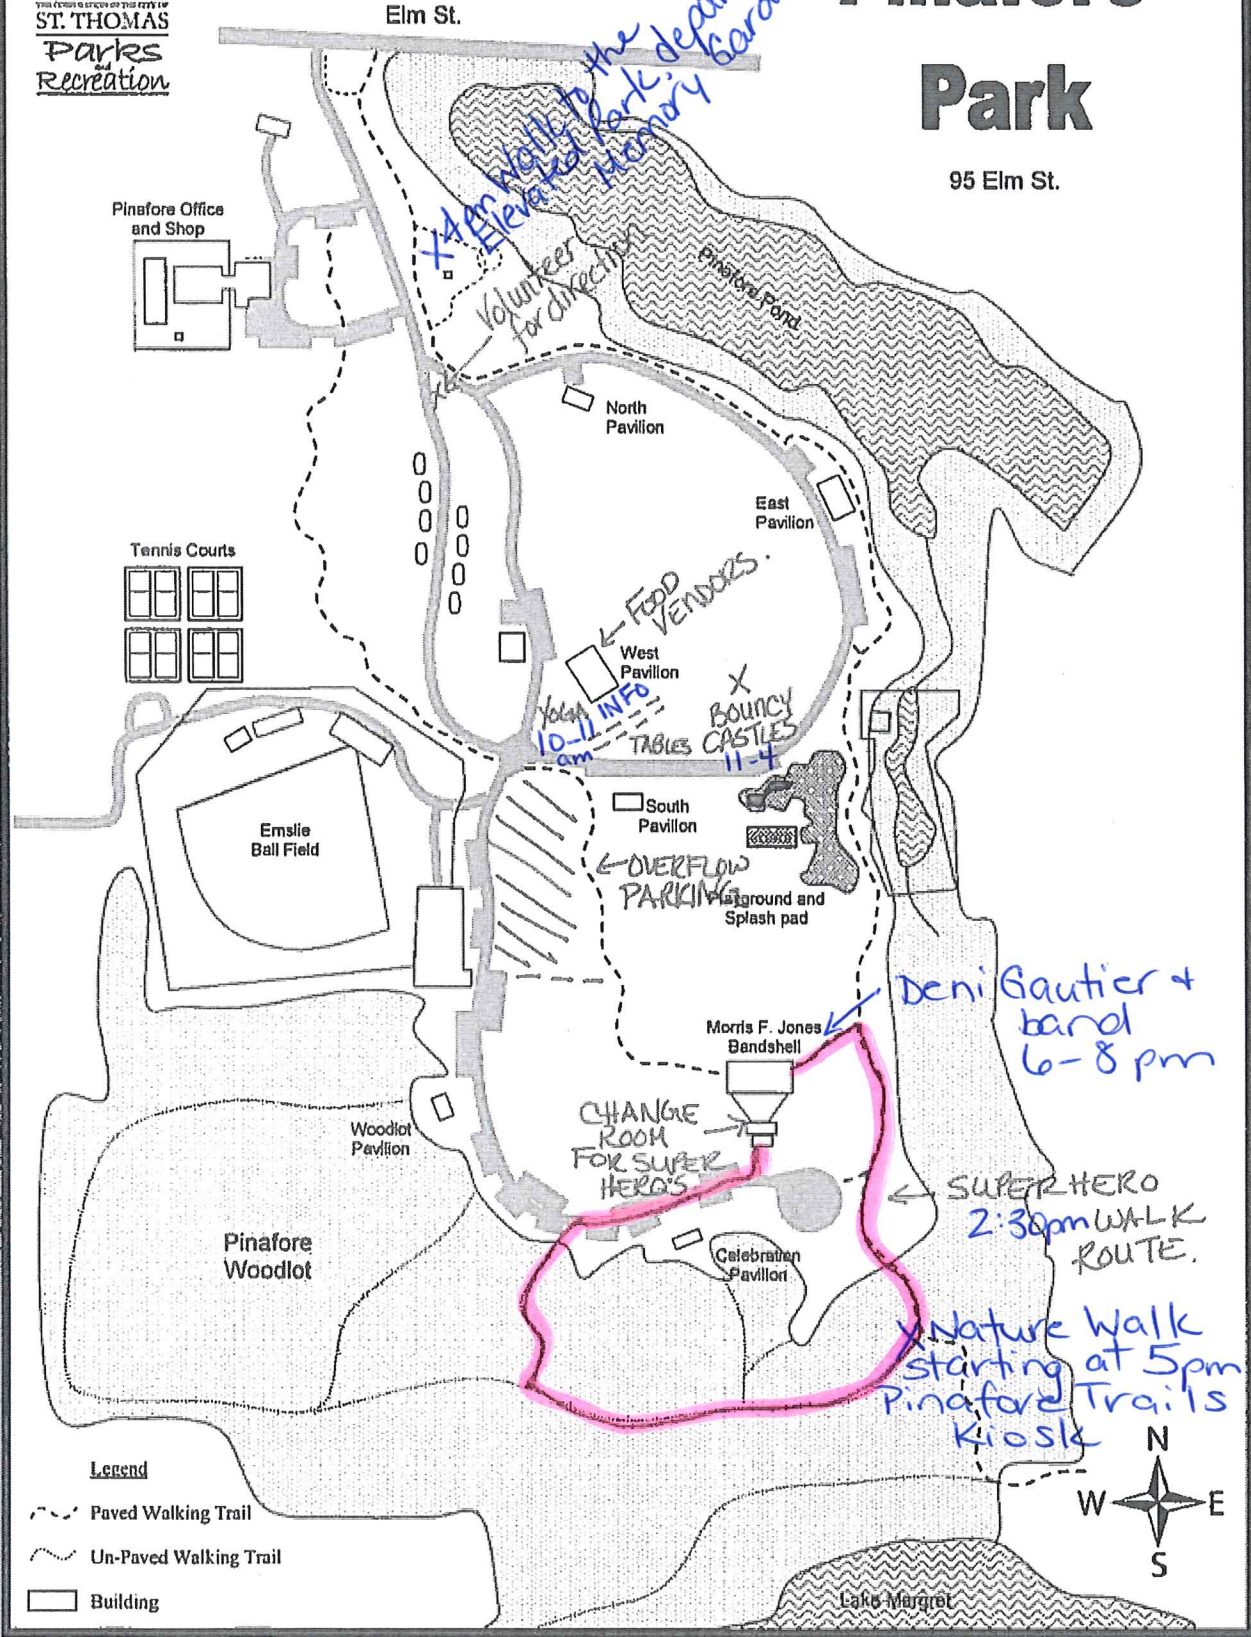 ST. THOMAS
Parks
and
Recreation
Elm St.
Park
95 Elm St.
X 4pm Walk to the
Elevated Park, depar
Memory Gard
Pinafore Office
and Shop
Volunteer
for direction
Pinafore Pond
North
Pavilion
East
Pavilion
Tennis Courts
FOOD
VENDORS.
West
Pavilion
YOGA
10-11
am
INFO
TABLES
X
BOUNCY
CASTLES
11-4
South
Pavilion
Emslie
Ball Field
OVERFLOW
PARKING
Playground and
Splash pad
Deni Gautier +
band
6-8 pm
Morris F. Jones
Bandshell
CHANGE
ROOM
FOR SUPER
HERO'S
Woodlot
Pavilion
SUPERHERO
2:30pm WALK
ROUTE.
Pinafore
Woodlot
Celebration
Pavilion
X Nature Walk
starting at 5pm
Pinafore Trails
Kiosk
Legend
Paved Walking Trail
Un-Paved Walking Trail
Building
N
W E
S
Lake Margret